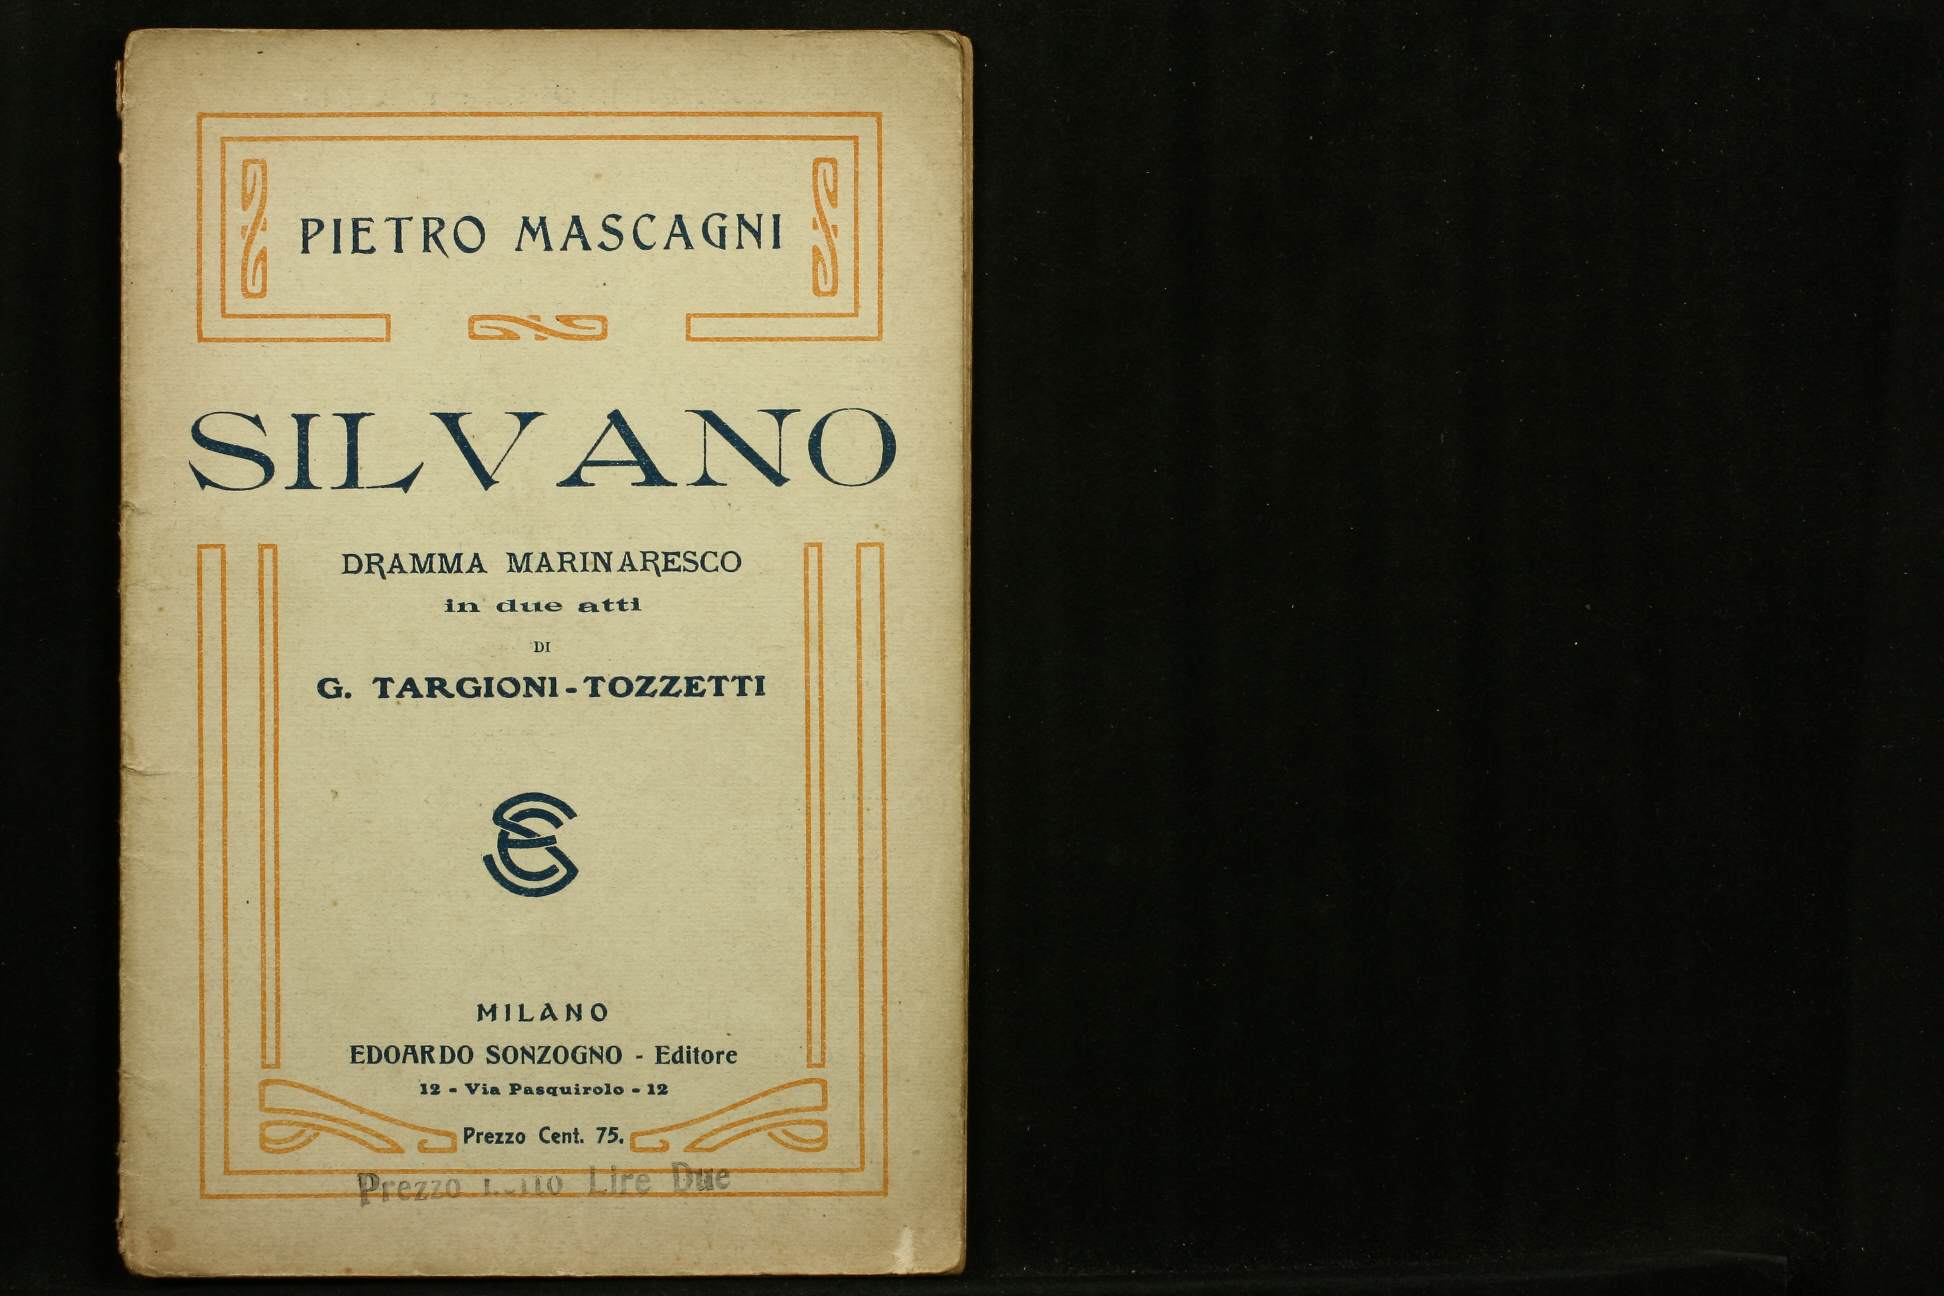 PIETRO MASCAGNI
SILVANO
DRAMMA MARINARESCO
in due atti
DI
G. TARGIONI-TOZZETTI
MILANO
EDOARDO SONZOGNO - Editore
12 - Via Pasquirolo - 12
Prezzo Cent. 75.
Prezzo Lire Due